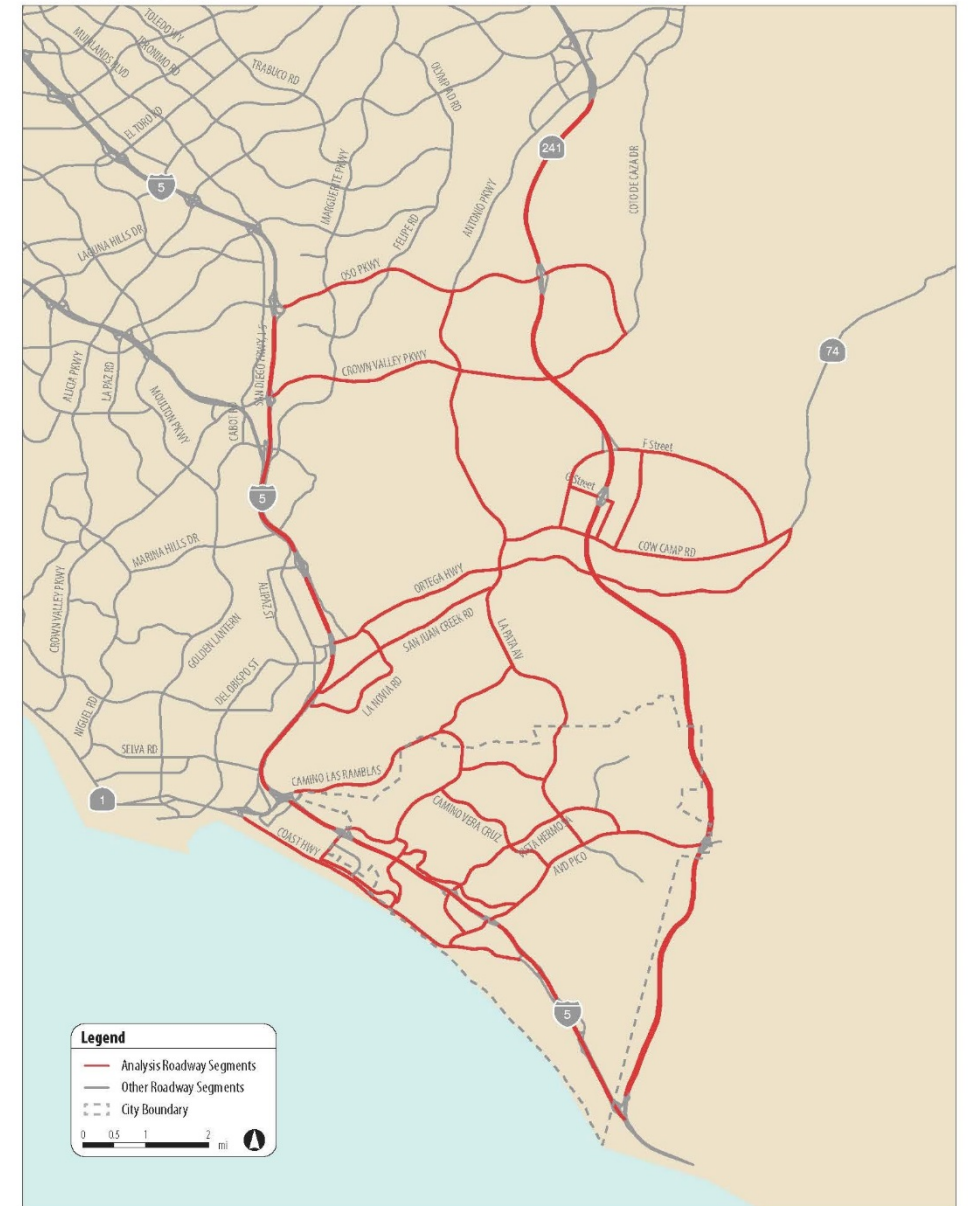 TOLEDO WY
MUIRLANDS BLVD
JERONIMO RD
TRABUCO RD
OLYMPIAD RD
EL TORO RD
241
5
MARGUERITE PKWY
COTO DE CAZA DR
ANTONIO PKWY
FELIPE RD
LAGUNA HILLS DR
OSO PKWY
SAN DIEGO FWY, I-5
CROWN VALLEY PKWY
74
ALICIA PKWY
LA PAZ RD
MOULTON PKWY
CABOT RD
F Street
G Street
5
MARINA HILLS DR
COW CAMP RD
ORTEGA HWY
CROWN VALLEY PKWY
ALIPAZ ST
GOLDEN LANTERN
SAN JUAN CREEK RD
LA PATA AV
DEL OBISPO ST
LA NOVIA RD
NIGUEL RD
SELVA RD
CAMINO LAS RAMBLAS
1
CAMINO VERA CRUZ
COAST HWY
VISTA HERMOSA
AVD PICO
5
Legend
Analysis Roadway Segments
Other Roadway Segments
City Boundary
0 0.5 1 2
mi